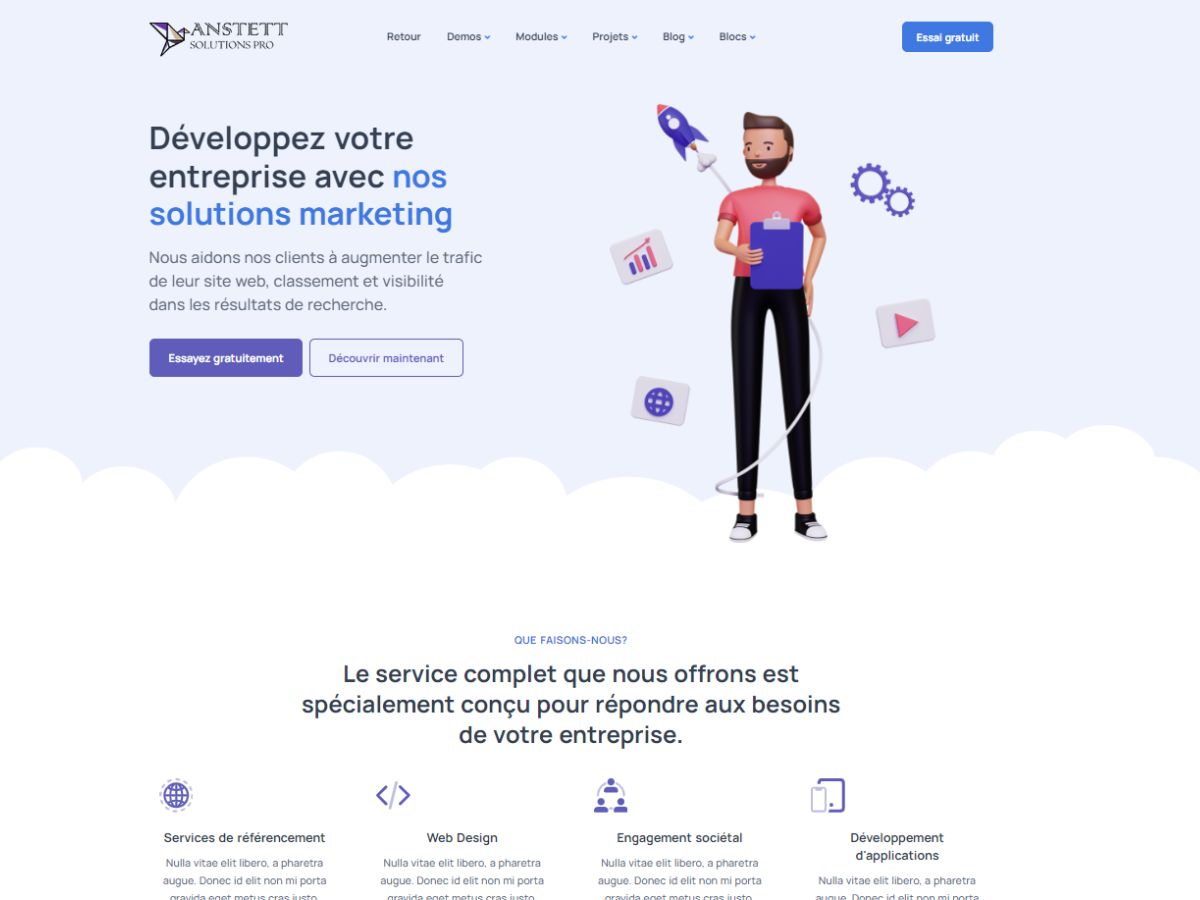 ANSTETT
SOLUTIONS PRO
Retour
Demos
Modules
Projets
Blog
Blocs
Essai gratuit
Développez votre
entreprise avec nos
solutions marketing
Nous aidons nos clients à augmenter le trafic
de leur site web, classement et visibilité
dans les résultats de recherche.
Essayez gratuitement
Découvrir maintenant
QUE FAISONS-NOUS?
Le service complet que nous offrons est
spécialement conçu pour répondre aux besoins
de votre entreprise.
Services de référencement
Nulla vitae elit libero, a pharetra
augue. Donec id elit non mi porta
gravida eget metus cras justo
Web Design
Nulla vitae elit libero, a pharetra
augue. Donec id elit non mi porta
gravida eget metus cras justo
Engagement sociétal
Nulla vitae elit libero, a pharetra
augue. Donec id elit non mi porta
gravida eget metus cras justo
Développement
d'applications
Nulla vitae elit libero, a pharetra
augue. Donec id elit non mi porta